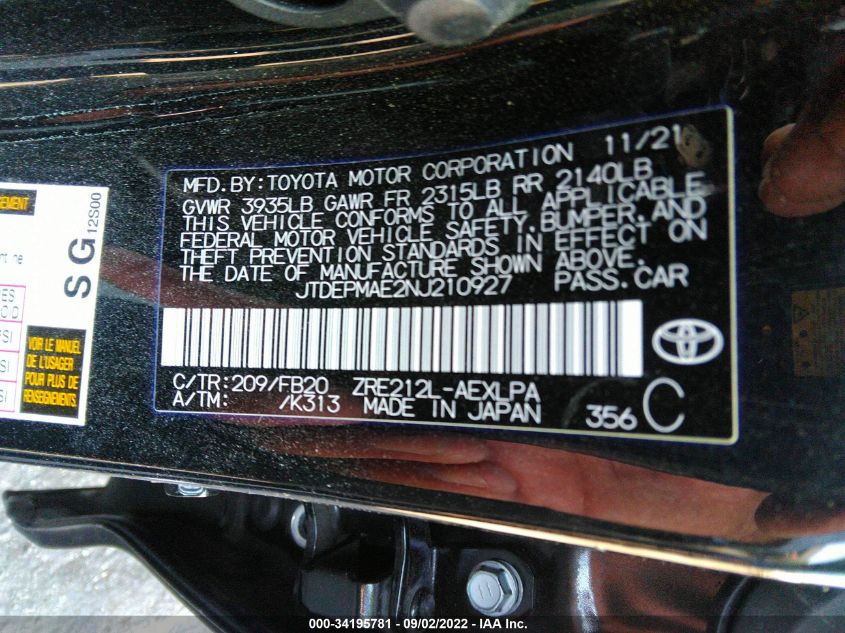 MFD.BY:TOYOTA MOTOR CORPORATION 11/21
GVWR 3935LB GAWR FR 2315LB RR 2140LB
THIS VEHICLE CONFORMS TO ALL APPLICABLE
FEDERAL MOTOR VEHICLE SAFETY,BUMPER,AND
THEFT PREVENTION STANDARDS IN EFFECT ON
THE DATE OF MANUFACTURE SHOWN ABOVE.
JTDEPMAE2NJ210927 PASS.CAR
C/TR:209/FB20 ZRE212L-AEXLPA
A/TM: /K313 MADE IN JAPAN 356 C
SG 12S00
VOIR LE MANUEL
DE L'USAGER
POUR PLUS DE
RENSEIGNEMENTS.
000-34195781 - 09/02/2022 - IAA Inc.